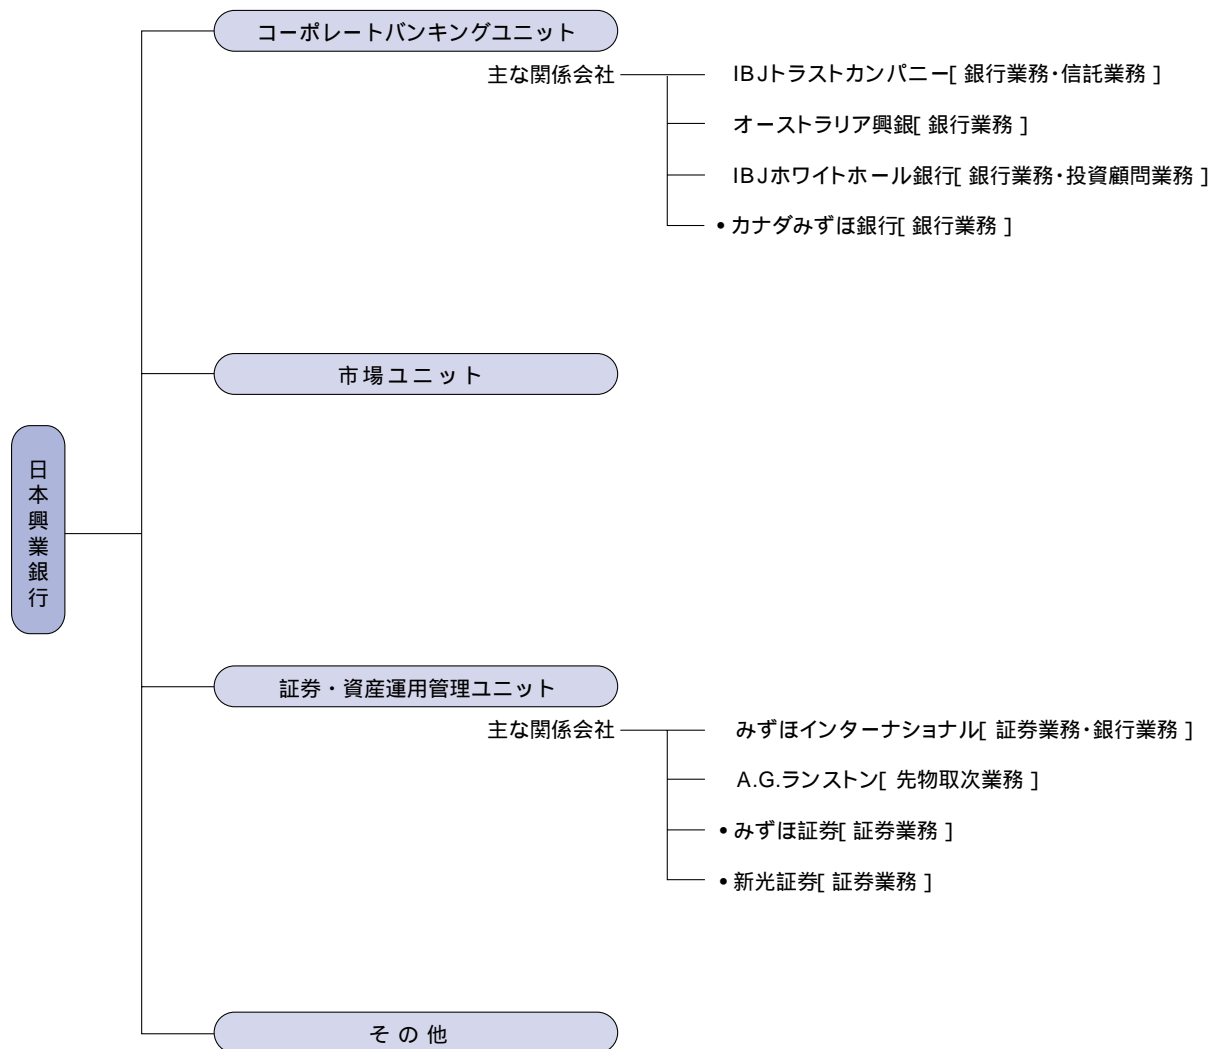 コーポレートバンキングユニット
主な関係会社
IBJトラストカンパニー[ 銀行業務・信託業務 ]
オーストラリア興銀[ 銀行業務 ]
IBJホワイトホール銀行[ 銀行業務・投資顧問業務 ]
•カナダみずほ銀行[ 銀行業務 ]
市場ユニット
日本興業銀行
証券・資産運用管理ユニット
主な関係会社
みずほインターナショナル[ 証券業務・銀行業務 ]
A.G.ランストン[ 先物取次業務 ]
•みずほ証券[ 証券業務 ]
•新光証券[ 証券業務 ]
その他